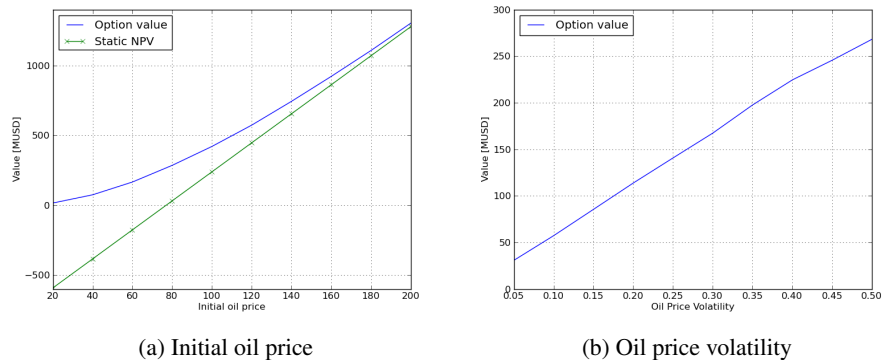 Option value
Static NPV
1000
500
0
−500
Value [MUSD]
20 40 60 80 100 120 140 160 180 200
Initial oil price
(a) Initial oil price
Option value
300
250
200
150
100
50
0
Value [MUSD]
0.05 0.10 0.15 0.20 0.25 0.30 0.35 0.40 0.45 0.50
Oil Price Volatility
(b) Oil price volatility